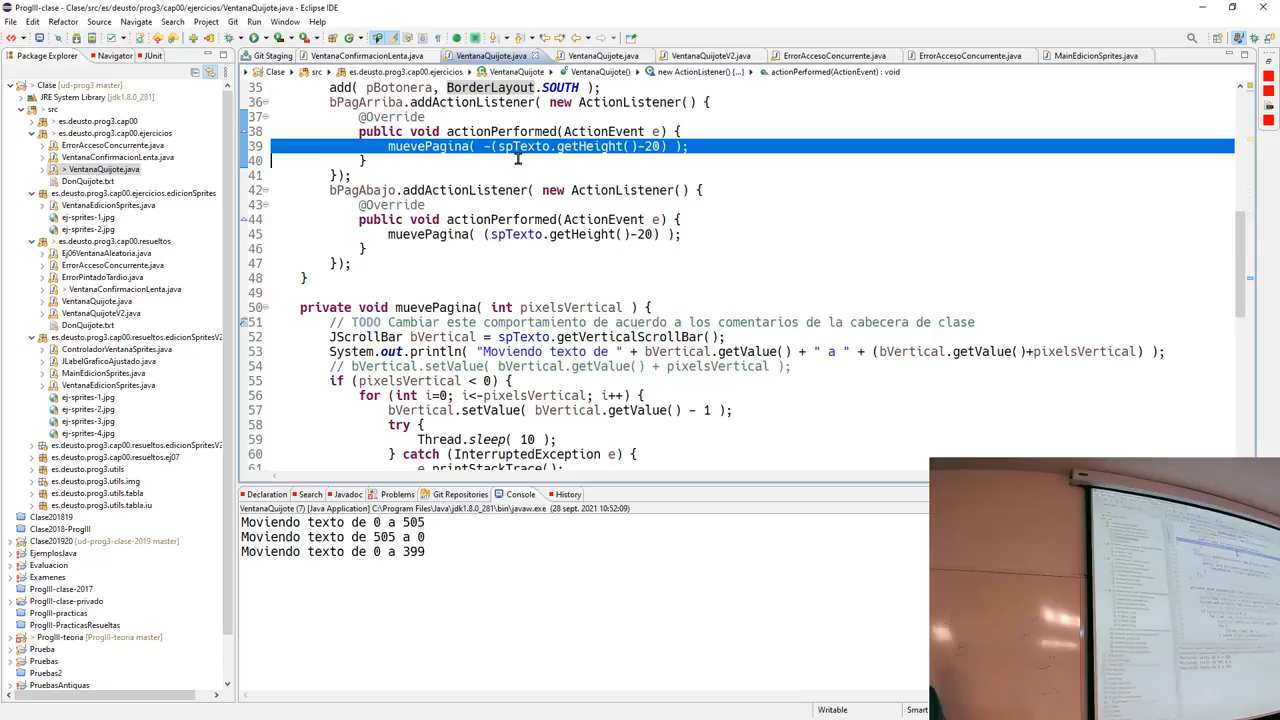 ProgIII-clase - Clase/src/es/deusto/prog3/cap00/ejercicios/VentanaQuijote.java - Eclipse IDE
File Edit Refactor Source Navigate Search Project Git Run Window Help
Package Explorer Navigator JUnit
Clase [ud-prog3 master]
JRE System Library [jdk1.8.0_281]
src
es.deusto.prog3.cap00
es.deusto.prog3.cap00.ejercicios
ErrorAccesoConcurrente.java
VentanaConfirmacionLenta.java
> VentanaQuijote.java
DonQuijote.txt
es.deusto.prog3.cap00.ejercicios.edicionSprites
VentanaEdicionSprites.java
ej-sprites-1.jpg
ej-sprites-2.jpg
es.deusto.prog3.cap00.resueltos
Ej06VentanaAleatoria.java
ErrorAccesoConcurrente.java
ErrorPintadoTardio.java
> VentanaConfirmacionLenta.java
VentanaQuijote.java
VentanaQuijoteV2.java
DonQuijote.txt
es.deusto.prog3.cap00.resueltos.edicionSprites
ControladorVentanaSprites.java
JLabelGraficoAjustado.java
MainEdicionSprites.java
VentanaEdicionSprites.java
ej-sprites-1.jpg
ej-sprites-2.jpg
ej-sprites-3.jpg
ej-sprites-4.jpg
es.deusto.prog3.cap00.resueltos.edicionSpritesV2
es.deusto.prog3.cap00.resueltos.ej07
es.deusto.prog3.utils
es.deusto.prog3.utils.img
es.deusto.prog3.utils.tabla
es.deusto.prog3.utils.tabla.iu
Clase201819
Clase2018-ProgIII
Clase201920 [ud-prog3-clase-2019 master]
EjemplosJava
Evaluacion
Examenes
ProgIII-clase-2017
ProgIII-clase-privado
ProgIII-practicas
ProgIII-practicasResueltas
> ProgIII-teoria [ProgIII-teoria master]
Prueba
Pruebas
Pruebas2
PruebasAntiguas
Git Staging VentanaConfirmacionLenta.java VentanaQuijote.java VentanaQuijote.java VentanaQuijoteV2.java ErrorAccesoConcurrente.java ErrorAccesoConcurrente.java MainEdicionSprites.java
Clase src es.deusto.prog3.cap00.ejercicios VentanaQuijote VentanaQuijote() new ActionListener() {...} actionPerformed(ActionEvent) : void
35 add( pBotonera, BorderLayout.SOUTH );
36 bPagArriba.addActionListener( new ActionListener() {
37 @Override
38 public void actionPerformed(ActionEvent e) {
39 muevePagina( -(spTexto.getHeight()-20) );
40 }
41 });
42 bPagAbajo.addActionListener( new ActionListener() {
43 @Override
44 public void actionPerformed(ActionEvent e) {
45 muevePagina( (spTexto.getHeight()-20) );
46 }
47 });
48 }
49
50 private void muevePagina( int pixelsVertical ) {
51 // TODO Cambiar este comportamiento de acuerdo a los comentarios de la cabecera de clase
52 JScrollBar bVertical = spTexto.getVerticalScrollBar();
53 System.out.println( "Moviendo texto de " + bVertical.getValue() + " a " + (bVertical.getValue()+pixelsVertical) );
54 // bVertical.setValue( bVertical.getValue() + pixelsVertical );
55 if (pixelsVertical < 0) {
56 for (int i=0; i<-pixelsVertical; i++) {
57 bVertical.setValue( bVertical.getValue() - 1 );
58 try {
59 Thread.sleep( 10 );
60 } catch (InterruptedException e) {
61 e.printStackTrace();
Declaration Search Javadoc Problems Git Repositories Console History
VentanaQuijote (7) [Java Application] C:\Program Files\Java\jdk1.8.0_281\bin\javaw.exe (28 sept. 2021 10:52:09)
Moviendo texto de 0 a 505
Moviendo texto de 505 a 0
Moviendo texto de 0 a 399
Writable Smart